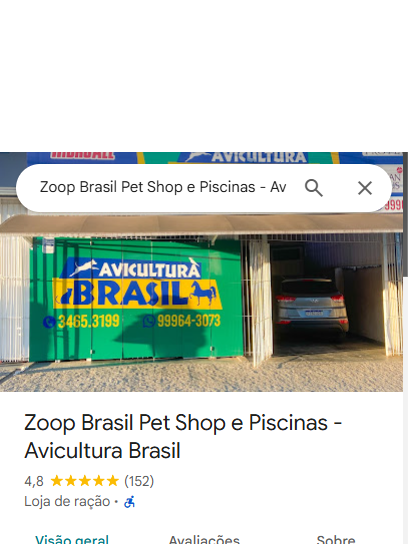 AVICULTURA
Zoop Brasil Pet Shop e Piscinas - Av
AVICULTURA
BRASIL
3465.3199 99964-3073
Zoop Brasil Pet Shop e Piscinas -
Avicultura Brasil
4,8 (152)
Loja de ração ·
Visão geral Avaliações Sobre